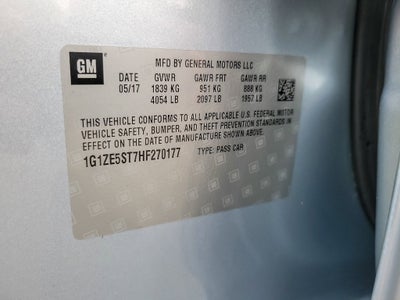 GM
MFD BY GENERAL MOTORS LLC
DATE GVWR GAWR FRT GAWR RR
05/17 1839 KG 951 KG 888 KG
4054 LB 2097 LB 1957 LB
THIS VEHICLE CONFORMS TO ALL APPLICABLE U.S. FEDERAL MOTOR
VEHICLE SAFETY, BUMPER, AND THEFT PREVENTION STANDARDS IN
EFFECT ON THE DATE OF MANUFACTURE SHOWN ABOVE.
1G1ZE5ST7HF270177 TYPE: PASS CAR